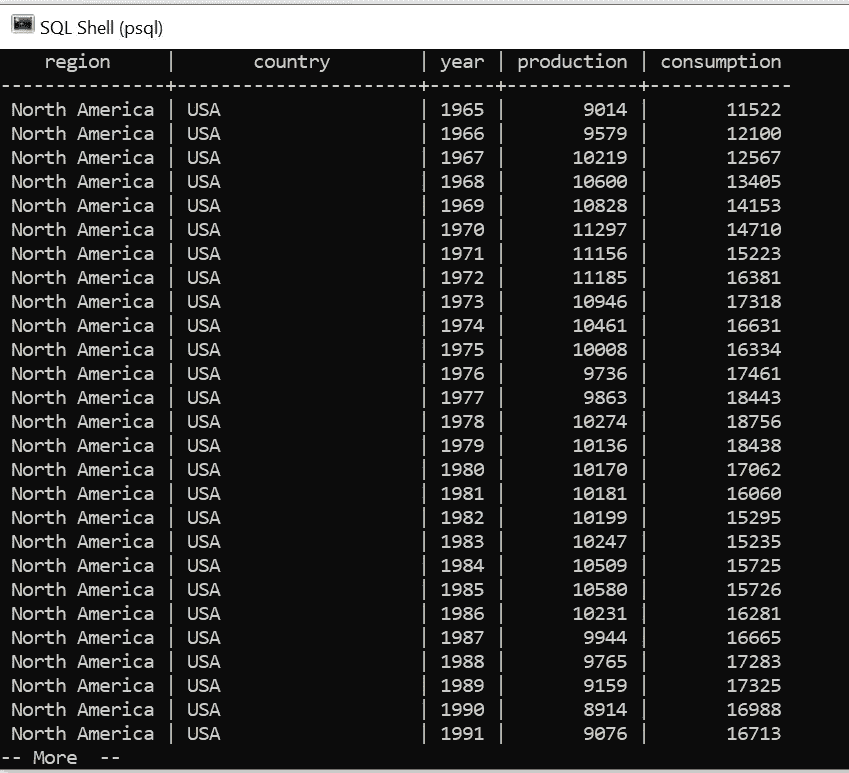 SQL Shell (psql)
region | country | year | production | consumption
---------------+----------------------+------+------------+-------------
North America | USA | 1965 | 9014 | 11522
North America | USA | 1966 | 9579 | 12100
North America | USA | 1967 | 10219 | 12567
North America | USA | 1968 | 10600 | 13405
North America | USA | 1969 | 10828 | 14153
North America | USA | 1970 | 11297 | 14710
North America | USA | 1971 | 11156 | 15223
North America | USA | 1972 | 11185 | 16381
North America | USA | 1973 | 10946 | 17318
North America | USA | 1974 | 10461 | 16631
North America | USA | 1975 | 10008 | 16334
North America | USA | 1976 | 9736 | 17461
North America | USA | 1977 | 9863 | 18443
North America | USA | 1978 | 10274 | 18756
North America | USA | 1979 | 10136 | 18438
North America | USA | 1980 | 10170 | 17062
North America | USA | 1981 | 10181 | 16060
North America | USA | 1982 | 10199 | 15295
North America | USA | 1983 | 10247 | 15235
North America | USA | 1984 | 10509 | 15725
North America | USA | 1985 | 10580 | 15726
North America | USA | 1986 | 10231 | 16281
North America | USA | 1987 | 9944 | 16665
North America | USA | 1988 | 9765 | 17283
North America | USA | 1989 | 9159 | 17325
North America | USA | 1990 | 8914 | 16988
North America | USA | 1991 | 9076 | 16713
-- More --